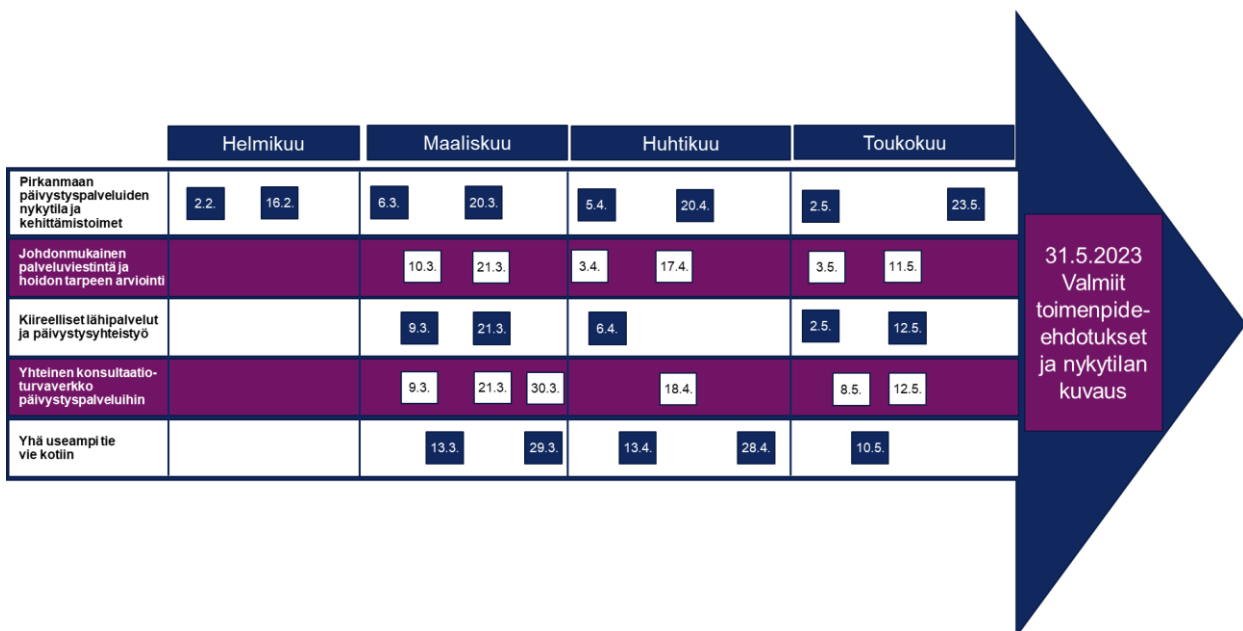 Helmikuu
Maaliskuu
Huhtikuu
Toukokuu
Pirkanmaan
päivystyspalveluiden
nykytila ja
kehittämistoimet
2.2.
16.2.
6.3.
20.3.
5.4.
20.4.
2.5.
23.5.
Johdonmukainen
palveluviestintä ja
hoidon tarpeen arviointi
10.3.
21.3.
3.4.
17.4.
3.5.
11.5.
Kiireelliset lähipalvelut
ja päivystysyhteistyö
9.3.
21.3.
6.4.
2.5.
12.5.
Yhteinen konsultaatio-
turvaverkko
päivystyspalveluihin
9.3.
21.3.
30.3.
18.4.
8.5.
12.5.
Yhä useampi tie
vie kotiin
13.3.
29.3.
13.4.
28.4.
10.5.
31.5.2023
Valmiit
toimenpide-
ehdotukset
ja nykytilan
kuvaus